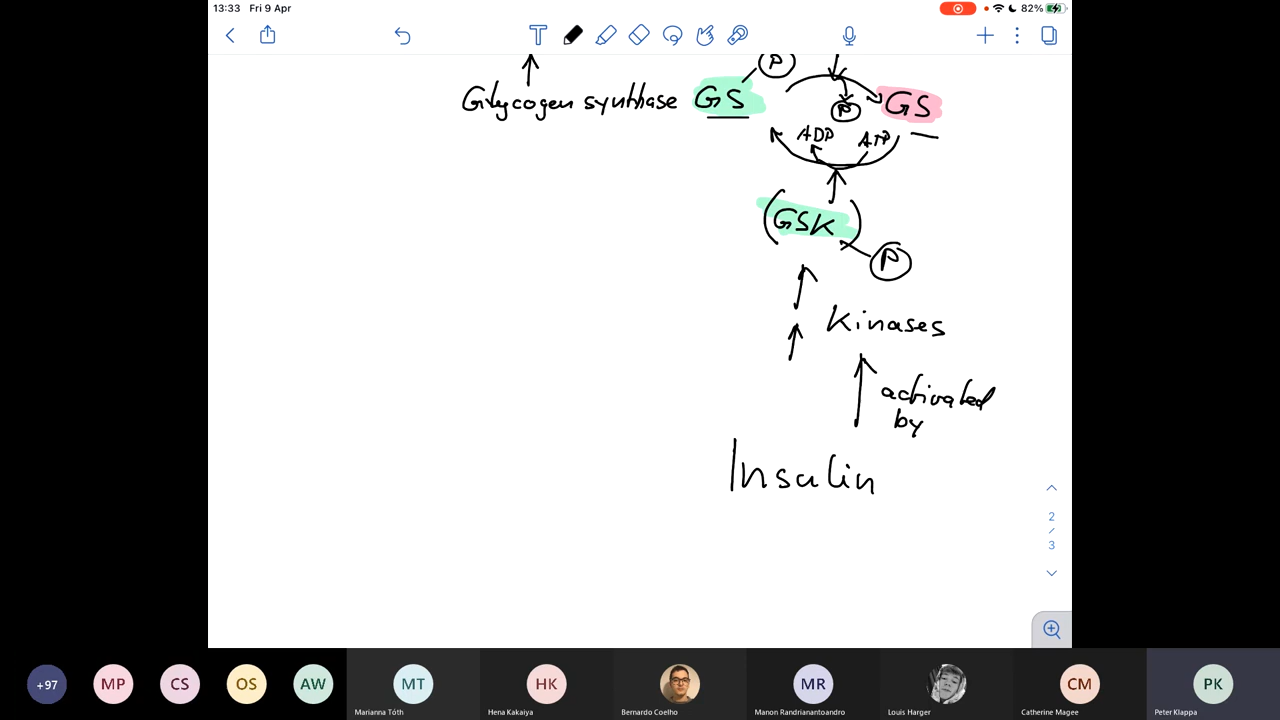 13:33 Fri 9 Apr
82%
T
P
Glycogen synthase GS
P
GS
ADP
ATP
(GSK)
P
Kinases
activated
by
Insulin
2
/
3
+97
MP
CS
OS
AW
MT
HK
MR
CM
PK
Marianna Tóth
Hena Kakaiya
Bernardo Coelho
Manon Randrianantoandro
Louis Harger
Catherine Magee
Peter Klappa